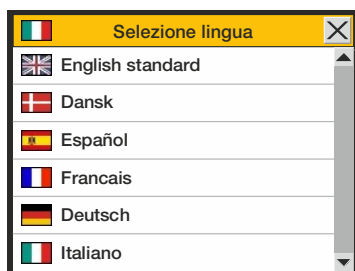 Selezione lingua
English standard
Dansk
Español
Francais
Deutsch
Italiano